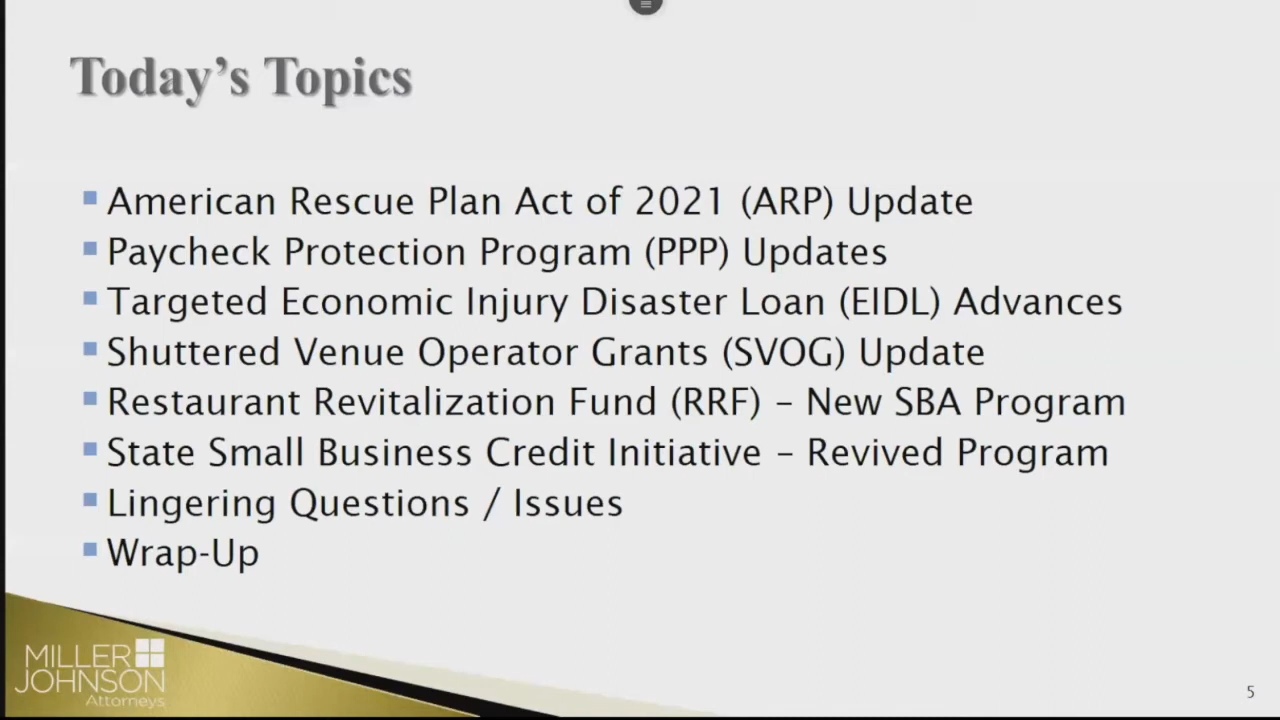 Today's Topics
American Rescue Plan Act of 2021 (ARP) Update
Paycheck Protection Program (PPP) Updates
Targeted Economic Injury Disaster Loan (EIDL) Advances
Shuttered Venue Operator Grants (SVOG) Update
Restaurant Revitalization Fund (RRF) – New SBA Program
State Small Business Credit Initiative – Revived Program
Lingering Questions / Issues
Wrap-Up
MILLER
JOHNSON
Attorneys
5